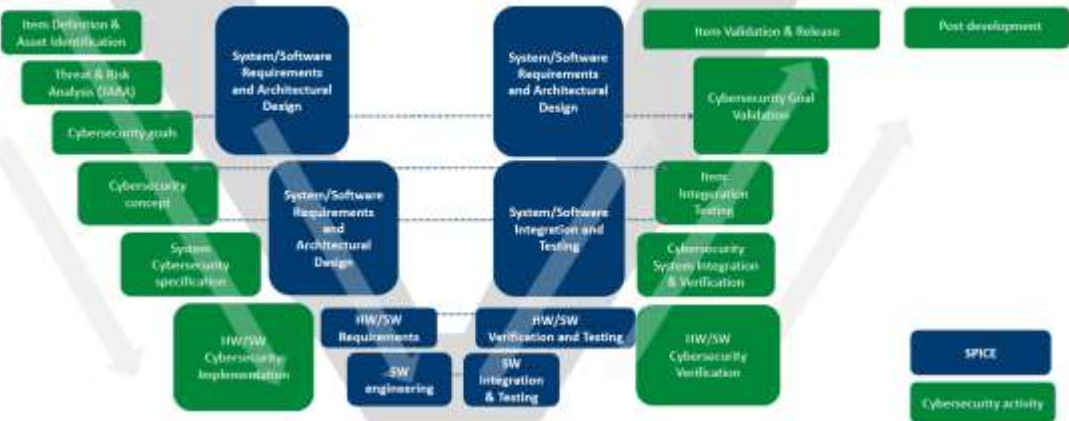 Item Definition &
Asset Identification
Threat & Risk
Analysis (TARA)
Cybersecurity goals
Cybersecurity
concept
System
Cybersecurity
specification
HW/SW
Cybersecurity
Implementation
System/Software
Requirements
and Architectural
Design
System/Software
Requirements
and
Architectural
Design
HW/SW
Requirements
SW
engineering
System/Software
Requirements
and Architectural
Design
System/Software
Integration and
Testing
HW/SW
Verification and Testing
SW
Integration
& Testing
Item Validation & Release
Cybersecurity Goal
Validation
Item
Integration
Testing
Cybersecurity
System Integration
& Verification
HW/SW
Cybersecurity
Verification
Post development
SPICE
Cybersecurity activity